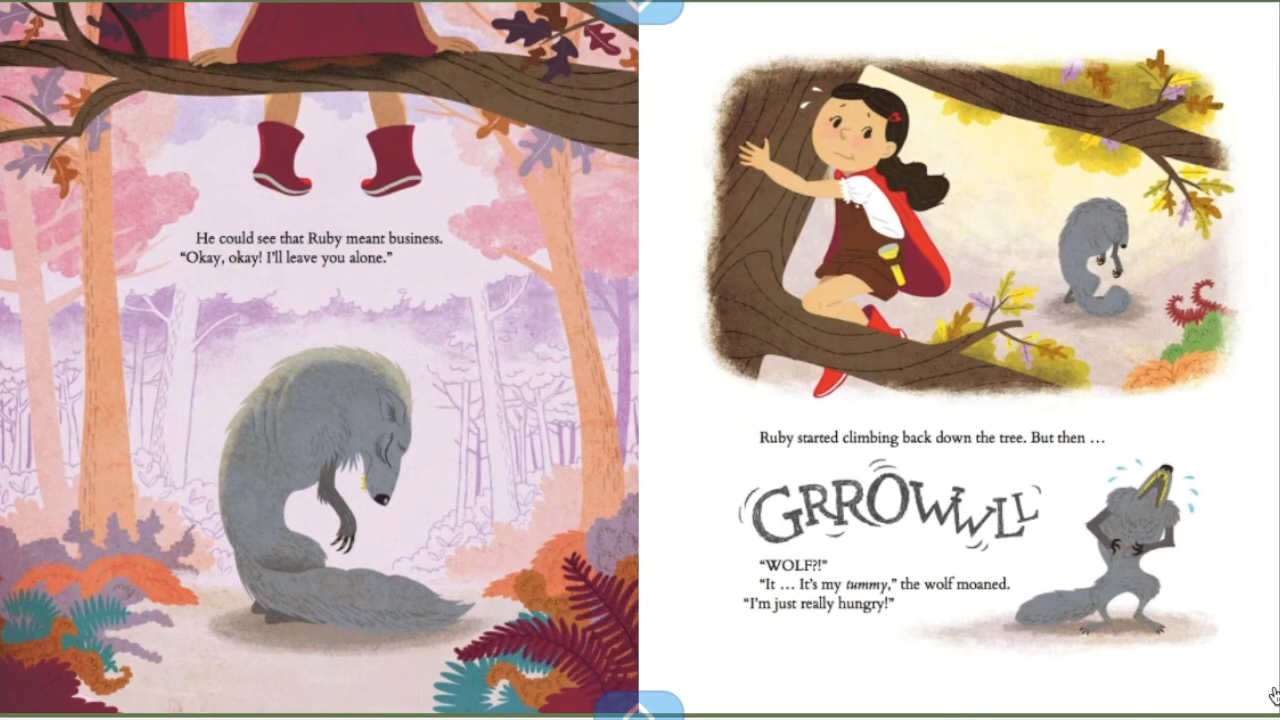 He could see that Ruby meant business.
“Okay, okay! I’ll leave you alone.”
Ruby started climbing back down the tree. But then …
GRROWWLL
“WOLF?!”
“It … It’s my tummy,” the wolf moaned.
“I’m just really hungry!”